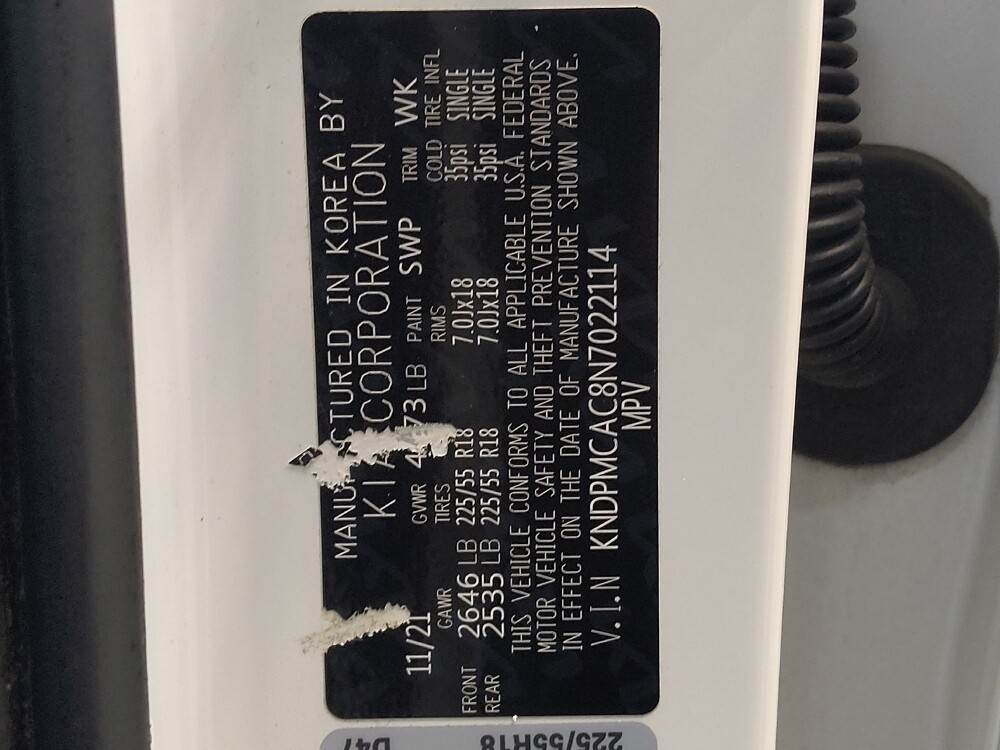 MANUFACTURED IN KOREA BY
KIA CORPORATION
11/21 GVWR LB PAINT SWP TRIM WK
GAWR TIRES RIMS COLD TIRE INFL
FRONT 2646 LB 225/55 R18 7.0Jx18 35psi SINGLE
REAR 2535 LB 225/55 R18 7.0Jx18 35psi SINGLE
THIS VEHICLE CONFORMS TO ALL APPLICABLE U.S.A. FEDERAL
MOTOR VEHICLE SAFETY AND THEFT PREVENTION STANDARDS
IN EFFECT ON THE DATE OF MANUFACTURE SHOWN ABOVE.
V.I.N KNDPMCAC8N7022114
MPV
225/55R18
D47